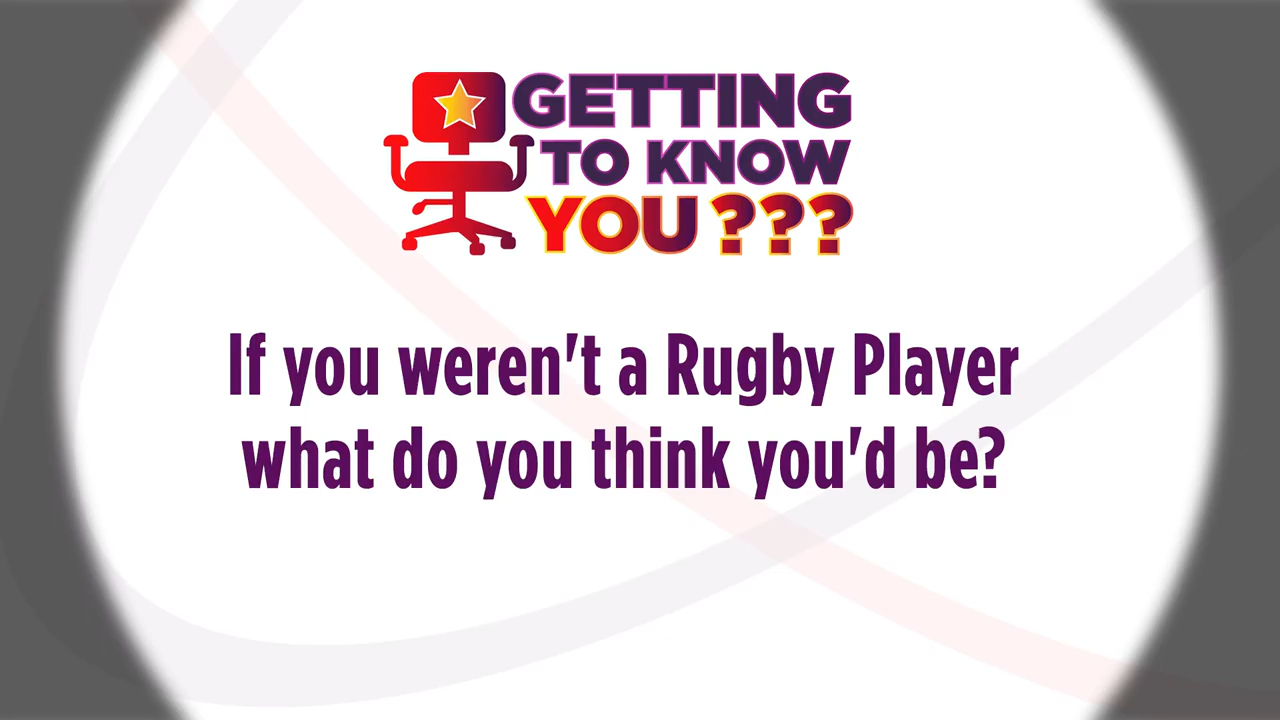 GETTING
TO KNOW
YOU ???
If you weren't a Rugby Player
what do you think you'd be?